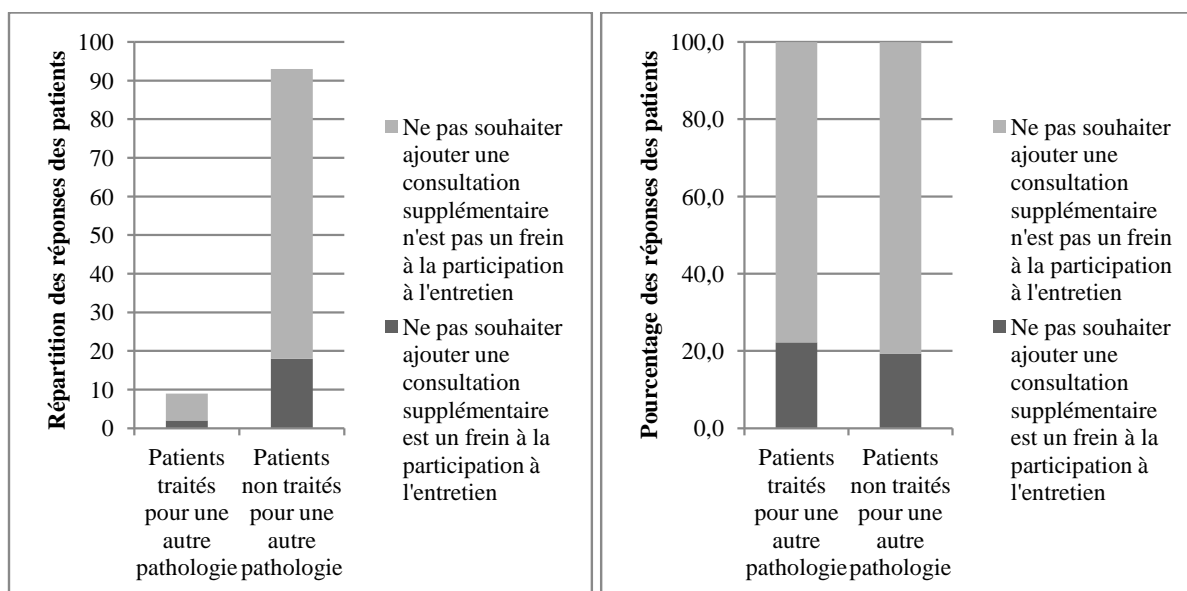 Répartition des réponses des patients
100
90
80
70
60
50
40
30
20
10
0
Patients
traités
pour une
autre
pathologie
Patients
non traités
pour une
autre
pathologie
Ne pas souhaiter
ajouter une
consultation
supplémentaire
n'est pas un frein
à la participation
à l'entretien
Ne pas souhaiter
ajouter une
consultation
supplémentaire
est un frein à la
participation à
l'entretien
Pourcentage des réponses des patients
100,0
80,0
60,0
40,0
20,0
0,0
Patients
traités
pour une
autre
pathologie
Patients
non traités
pour une
autre
pathologie
Ne pas souhaiter
ajouter une
consultation
supplémentaire
n'est pas un frein
à la participation
à l'entretien
Ne pas souhaiter
ajouter une
consultation
supplémentaire
est un frein à la
participation à
l'entretien